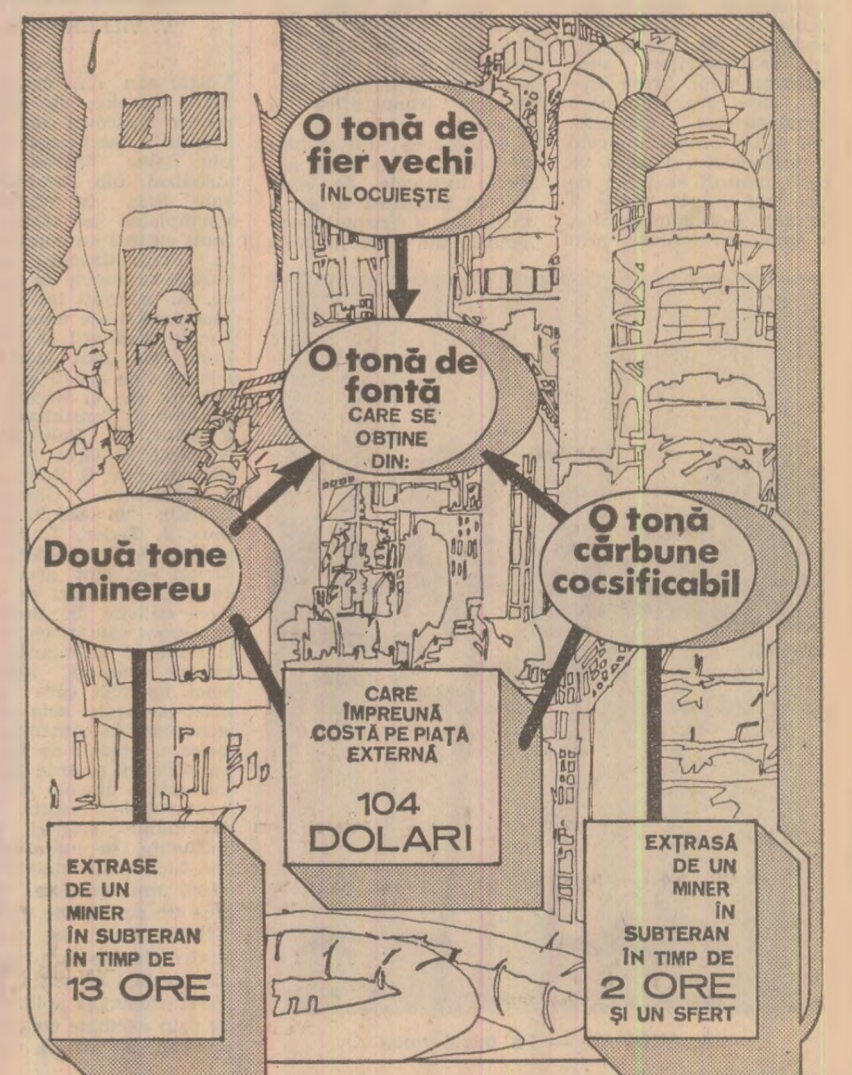 O tonă de
fier vechi
ÎNLOCUIEȘTE
O tonă de
fontă
CARE SE
OBȚINE
DIN:
Două tone
minereu
O tonă
cărbune
cocsificabil
CARE
ÎMPREUNĂ
COSTĂ PE PIAȚA
EXTERNĂ
104
DOLARI
EXTRASE
DE UN
MINER
ÎN SUBTERAN
ÎN TIMP DE
13 ORE
EXTRASĂ
DE UN
MINER
ÎN
SUBTERAN
ÎN TIMP DE
2 ORE
ȘI UN SFERT